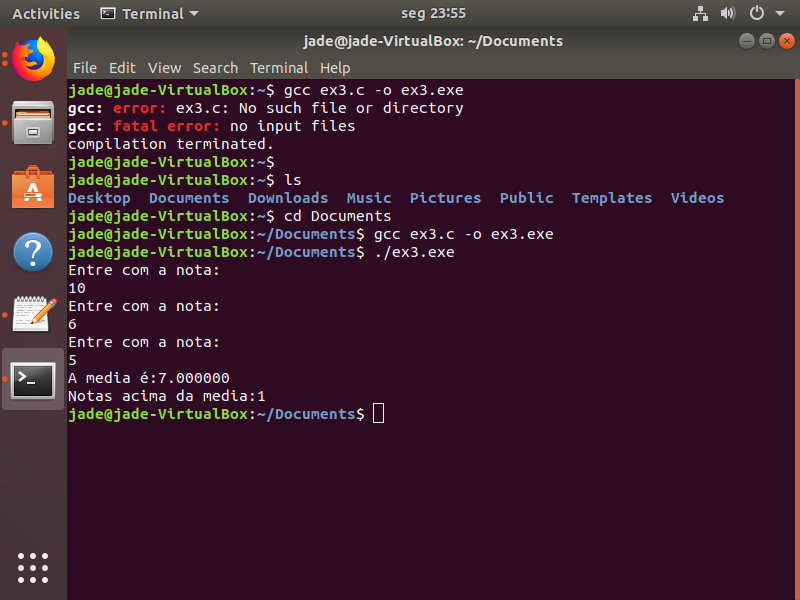 Activities Terminal seg 23:55
jade@jade-VirtualBox: ~/Documents
File Edit View Search Terminal Help
jade@jade-VirtualBox:~$ gcc ex3.c -o ex3.exe
gcc: error: ex3.c: No such file or directory
gcc: fatal error: no input files
compilation terminated.
jade@jade-VirtualBox:~$
jade@jade-VirtualBox:~$ ls
Desktop Documents Downloads Music Pictures Public Templates Videos
jade@jade-VirtualBox:~$ cd Documents
jade@jade-VirtualBox:~/Documents$ gcc ex3.c -o ex3.exe
jade@jade-VirtualBox:~/Documents$ ./ex3.exe
Entre com a nota:
10
Entre com a nota:
6
Entre com a nota:
5
A media é:7.000000
Notas acima da media:1
jade@jade-VirtualBox:~/Documents$